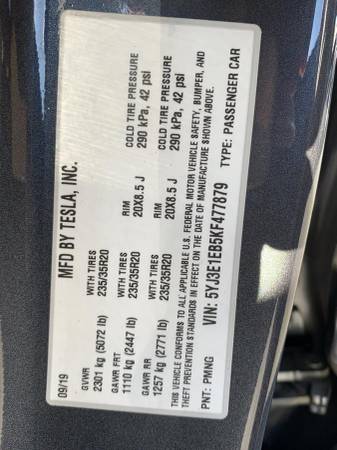 MFD BY TESLA, INC.
09/19
GVWR
2301 kg (5072 lb)
WITH TIRES
235/35R20
GAWR FRT
1110 kg (2447 lb)
WITH TIRES
235/35R20
RIM
20X8.5 J
COLD TIRE PRESSURE
290 kPa, 42 psi
GAWR RR
1257 kg (2771 lb)
WITH TIRES
235/35R20
RIM
20X8.5 J
COLD TIRE PRESSURE
290 kPa, 42 psi
THIS VEHICLE CONFORMS TO ALL APPLICABLE U.S. FEDERAL MOTOR VEHICLE SAFETY, BUMPER, AND
THEFT PREVENTION STANDARDS IN EFFECT ON THE DATE OF MANUFACTURE SHOWN ABOVE.
PNT: PMNG VIN: 5YJ3E1EB5KF477879 TYPE: PASSENGER CAR